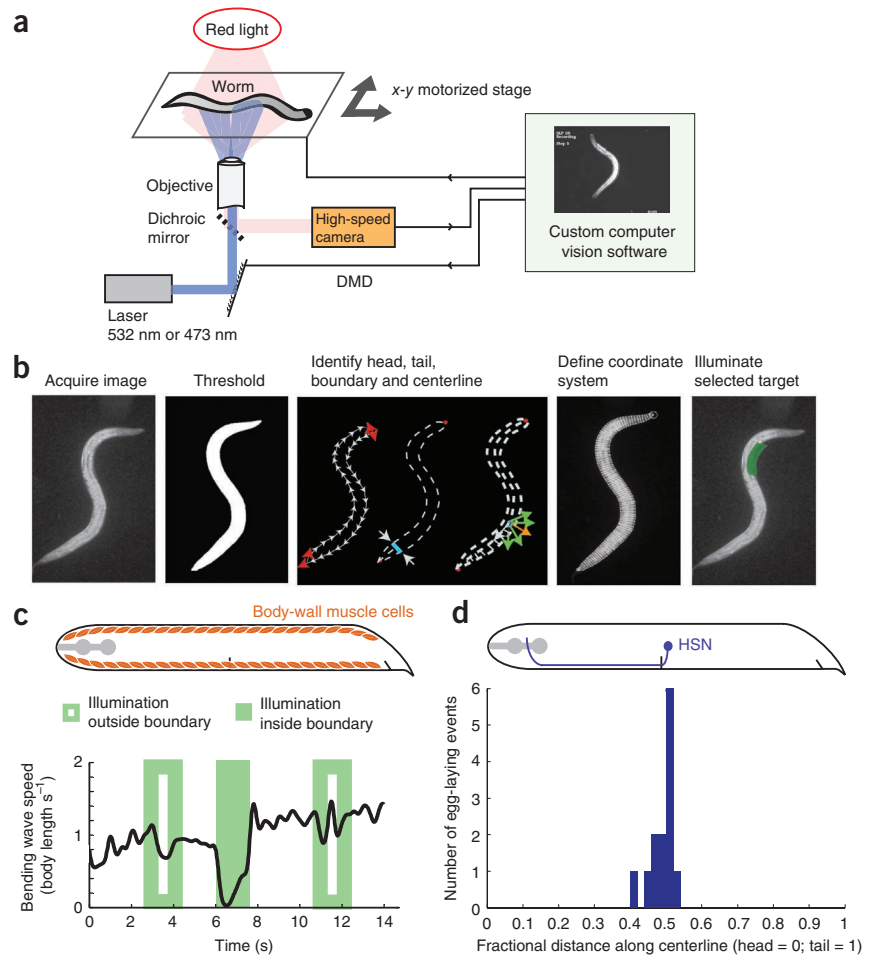 a
Red light
Worm
x-y motorized stage
Objective
Dichroic
mirror
High-speed
camera
Custom computer
vision software
DMD
Laser
532 nm or 473 nm
b
Acquire image
Threshold
Identify head, tail,
boundary and centerline
Define coordinate
system
Illuminate
selected target
c
Body-wall muscle cells
Illumination
outside boundary
Illumination
inside boundary
Bending wave speed
(body length s⁻¹)
2
1
0
0 2 4 6 8 10 12 14
Time (s)
d
HSN
Number of egg-laying events
6
5
4
3
2
1
0
0 0.1 0.2 0.3 0.4 0.5 0.6 0.7 0.8 0.9 1
Fractional distance along centerline (head = 0; tail = 1)